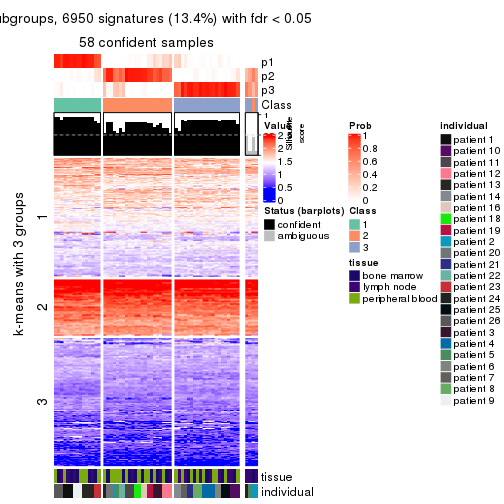 ubgroups, 6950 signatures (13.4%) with fdr < 0.05
58 confident samples
p1
p2
p3
Class
1
Silhouette
score
k-means with 3 groups
1
2
3
tissue
individual
Value
2.5
2
1.5
1
0.5
0
Prob
1
0.8
0.6
0.4
0.2
0
Status (barplots)
confident
ambiguous
Class
1
2
3
tissue
bone marrow
lymph node
peripheral blood
individual
patient 1
patient 10
patient 11
patient 12
patient 13
patient 14
patient 16
patient 18
patient 19
patient 2
patient 20
patient 21
patient 22
patient 23
patient 24
patient 25
patient 26
patient 3
patient 4
patient 5
patient 6
patient 7
patient 8
patient 9